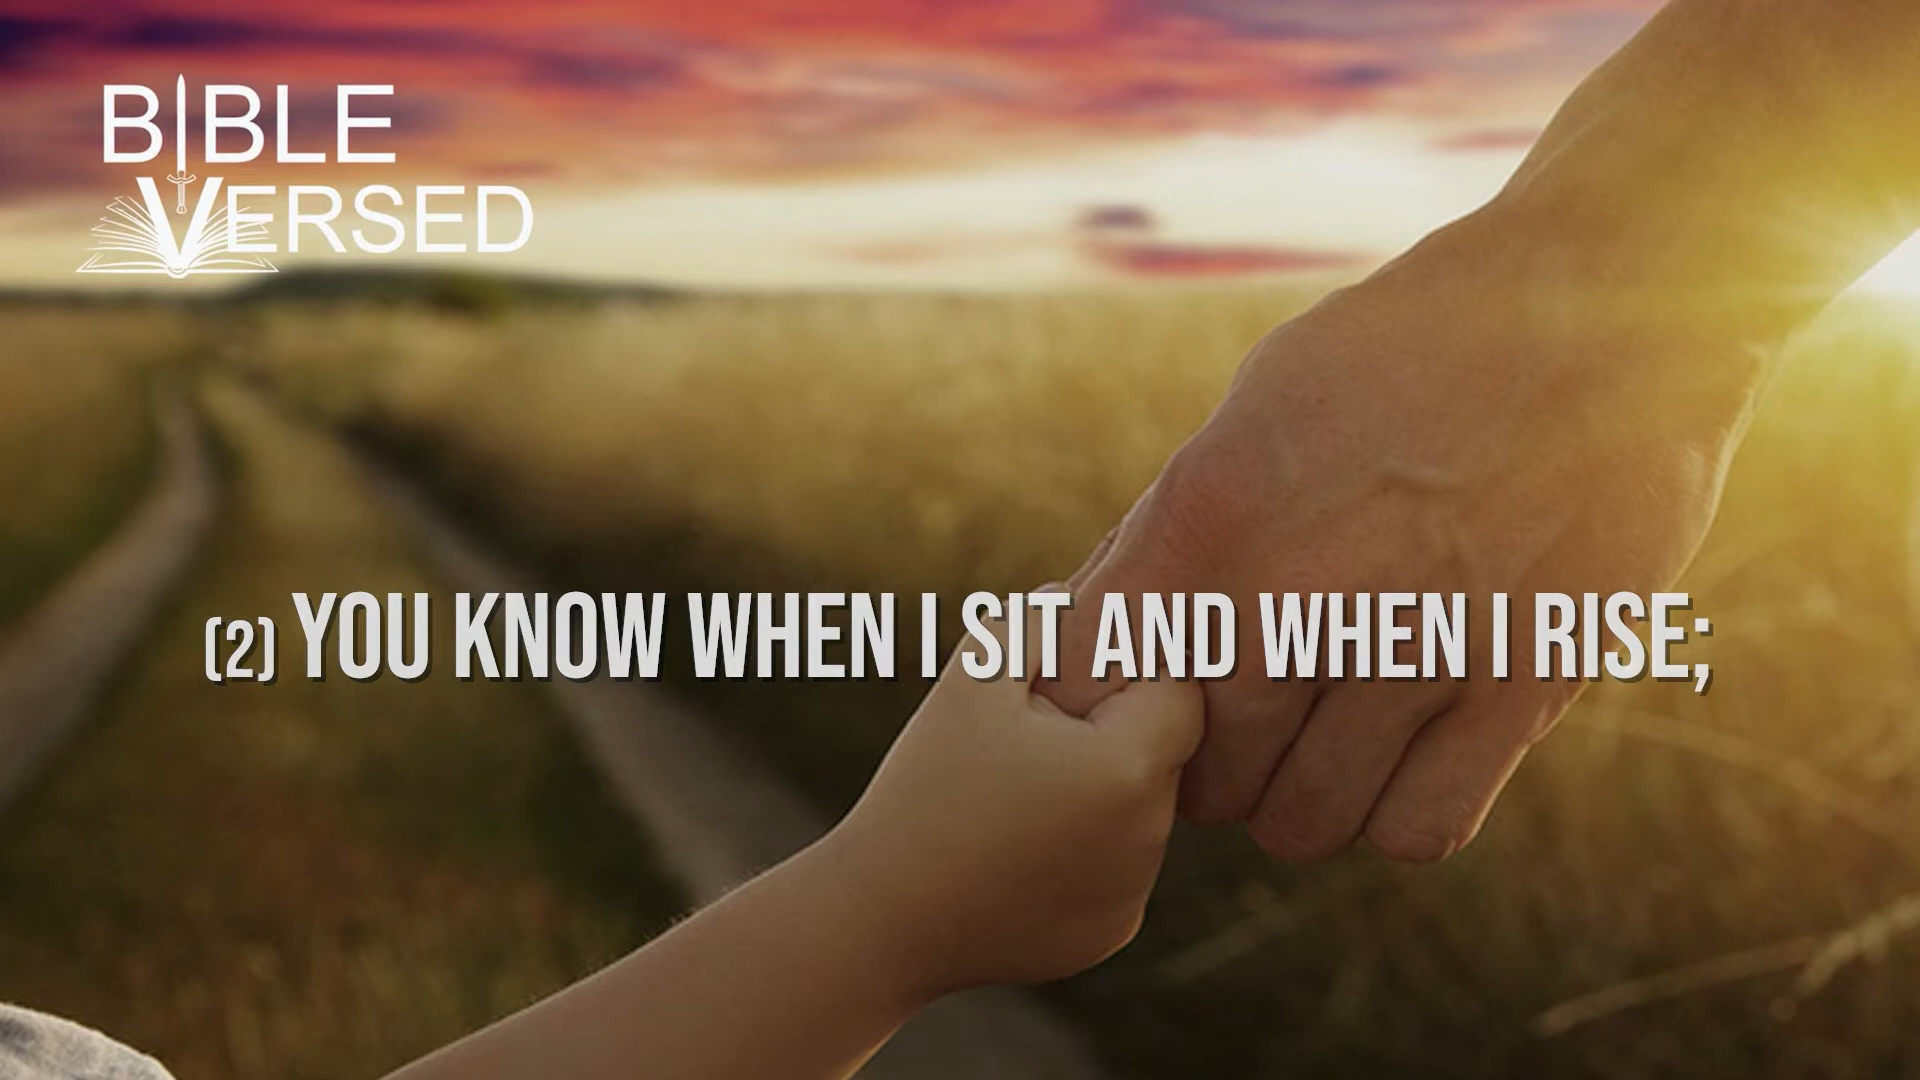 BIBLE
VERSED
(2) YOU KNOW WHEN I SIT AND WHEN I RISE;